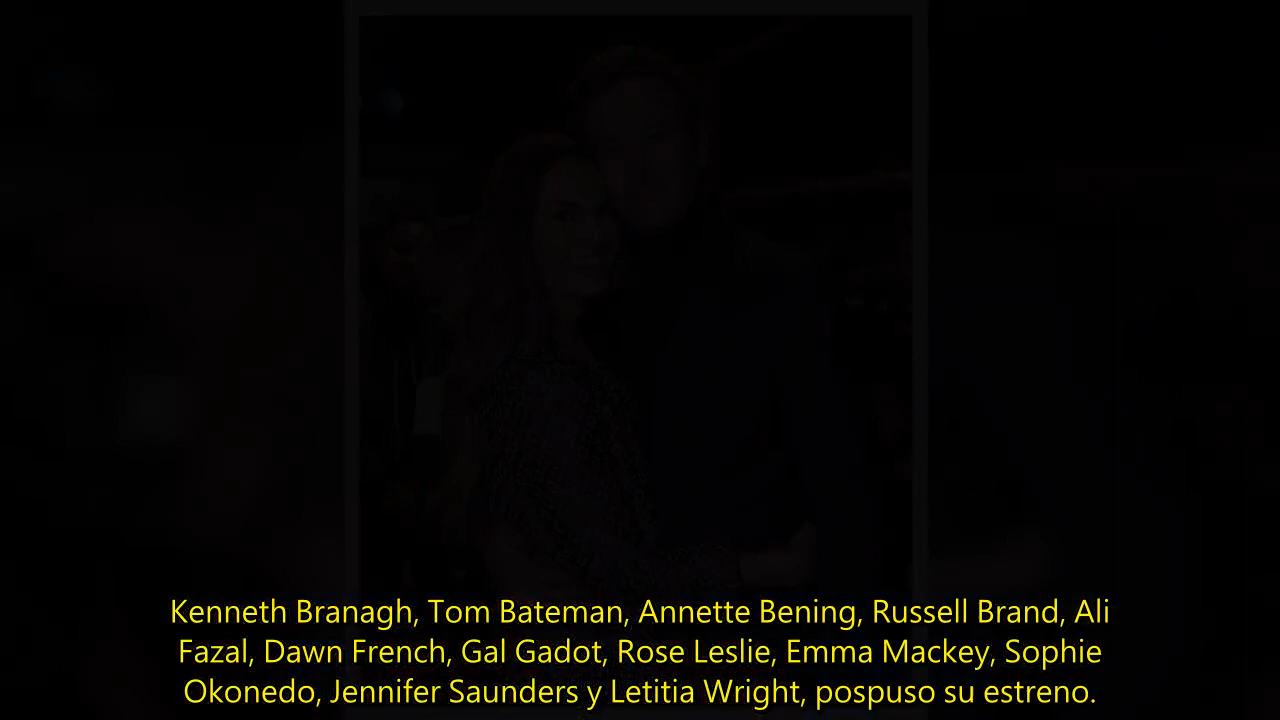 Kenneth Branagh, Tom Bateman, Annette Bening, Russell Brand, Ali
Fazal, Dawn French, Gal Gadot, Rose Leslie, Emma Mackey, Sophie
Okonedo, Jennifer Saunders y Letitia Wright, pospuso su estreno.